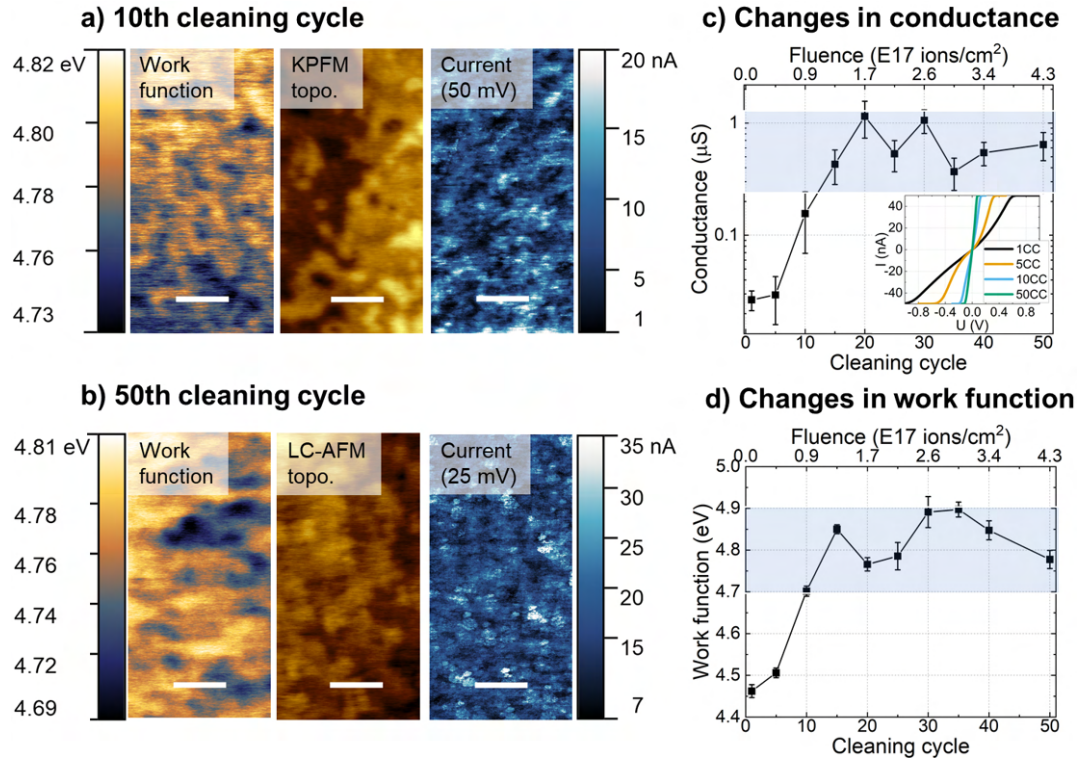 a) 10th cleaning cycle
4.82 eV
4.80
4.78
4.76
4.73
Work
function
KPFM
topo.
Current
(50 mV)
20 nA
15
10
5
1
b) 50th cleaning cycle
4.81 eV
4.78
4.76
4.74
4.72
4.69
Work
function
LC-AFM
topo.
Current
(25 mV)
35 nA
30
25
20
15
7
c) Changes in conductance
Fluence (E17 ions/cm²)
0.0 0.9 1.7 2.6 3.4 4.3
Conductance (µS)
1
0.1
I (nA)
40
20
0
-20
-40
1CC
5CC
10CC
50CC
-0.8 -0.4 0.0 0.4 0.8
U (V)
0 10 20 30 40 50
Cleaning cycle
d) Changes in work function
Fluence (E17 ions/cm²)
0.0 0.9 1.7 2.6 3.4 4.3
Work function (eV)
5.0
4.9
4.8
4.7
4.6
4.5
4.4
0 10 20 30 40 50
Cleaning cycle